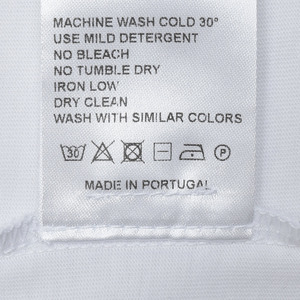 MACHINE WASH COLD 30°
USE MILD DETERGENT
NO BLEACH
NO TUMBLE DRY
IRON LOW
DRY CLEAN
WASH WITH SIMILAR COLORS
30 P
MADE IN PORTUGAL